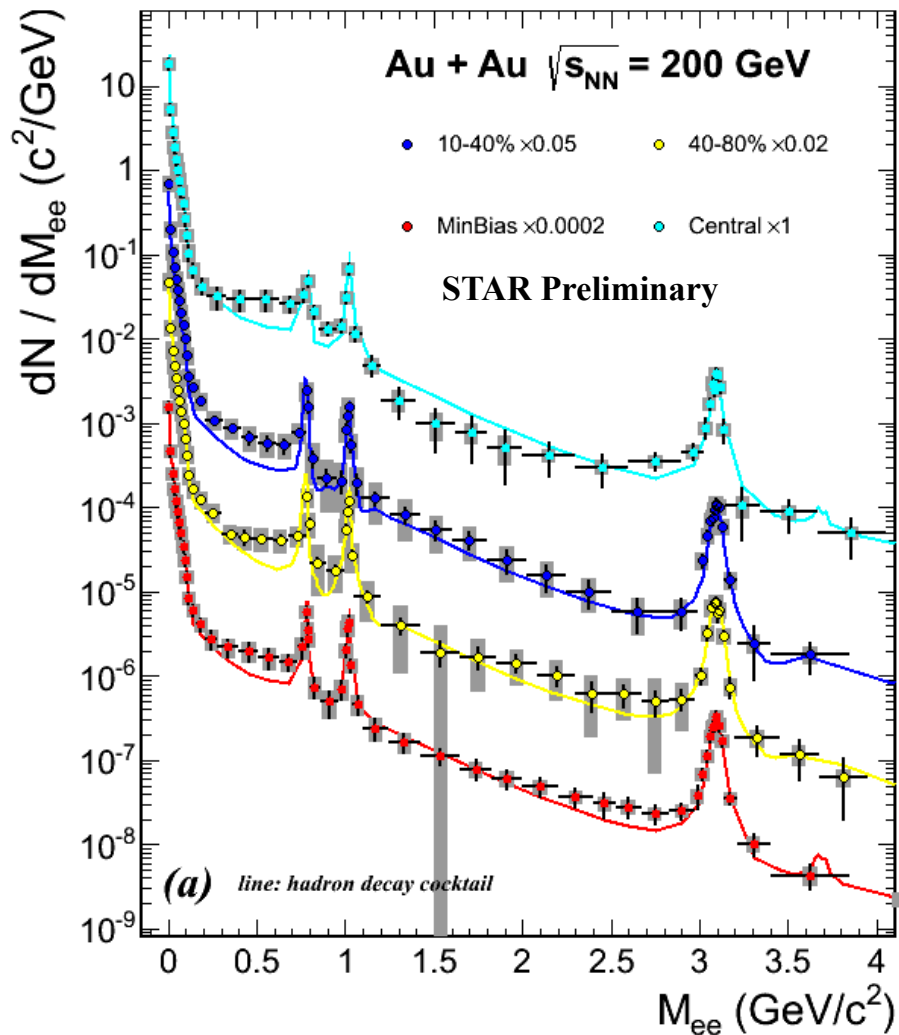 Au + Au √s_NN = 200 GeV
10-40% ×0.05
40-80% ×0.02
MinBias ×0.0002
Central ×1
STAR Preliminary
dN / dM_ee (c²/GeV)
10
1
10⁻¹
10⁻²
10⁻³
10⁻⁴
10⁻⁵
10⁻⁶
10⁻⁷
10⁻⁸
10⁻⁹
(a) line: hadron decay cocktail
0 0.5 1 1.5 2 2.5 3 3.5 4
M_ee (GeV/c²)